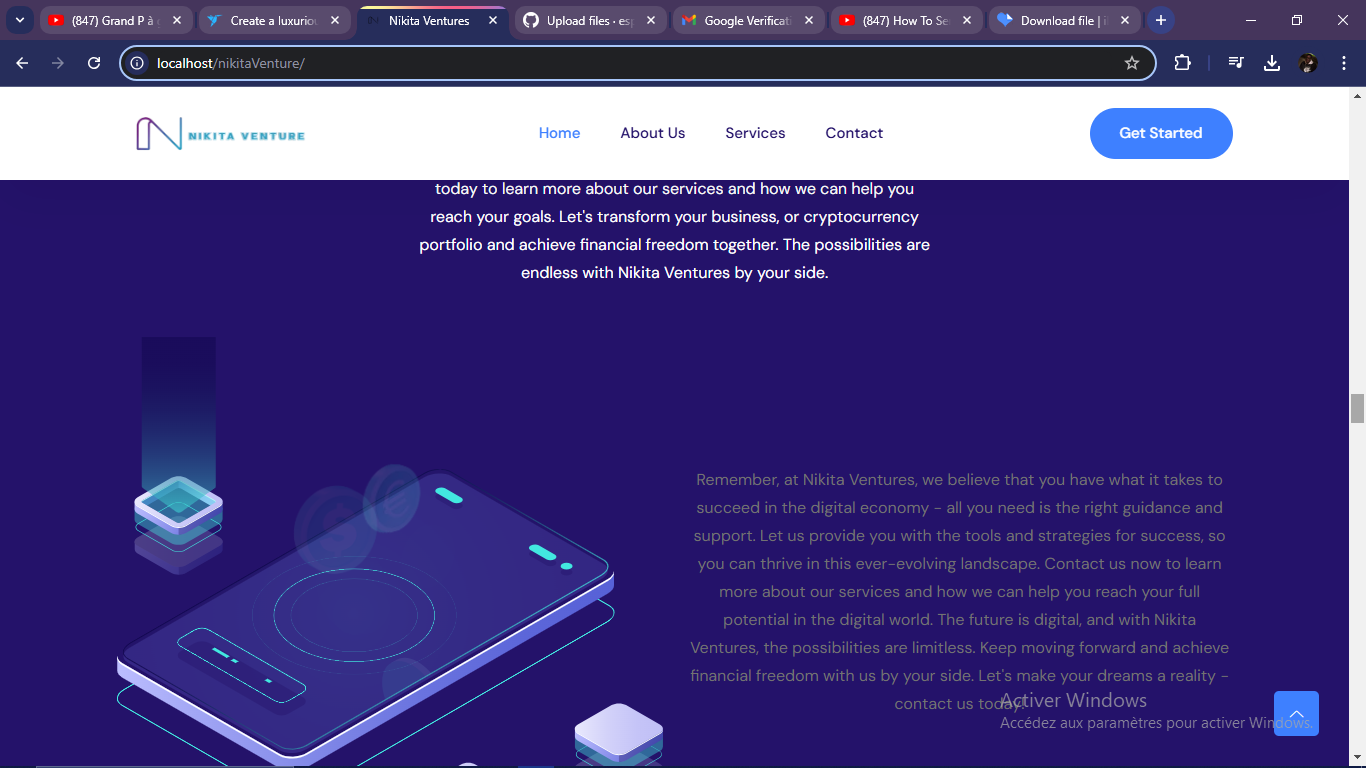 (847) Grand P à
Create a luxuriou
Nikita Ventures
Upload files · esp
Google Verificati
(847) How To Se
Download file | i
localhost/nikitaVenture/
NIKITA VENTURE
Home
About Us
Services
Contact
Get Started
today to learn more about our services and how we can help you
reach your goals. Let's transform your business, or cryptocurrency
portfolio and achieve financial freedom together. The possibilities are
endless with Nikita Ventures by your side.
Remember, at Nikita Ventures, we believe that you have what it takes to
succeed in the digital economy - all you need is the right guidance and
support. Let us provide you with the tools and strategies for success, so
you can thrive in this ever-evolving landscape. Contact us now to learn
more about our services and how we can help you reach your full
potential in the digital world. The future is digital, and with Nikita
Ventures, the possibilities are limitless. Keep moving forward and achieve
financial freedom with us by your side. Let's make your dreams a reality -
contact us today!
Activer Windows
Accédez aux paramètres pour activer Windows.